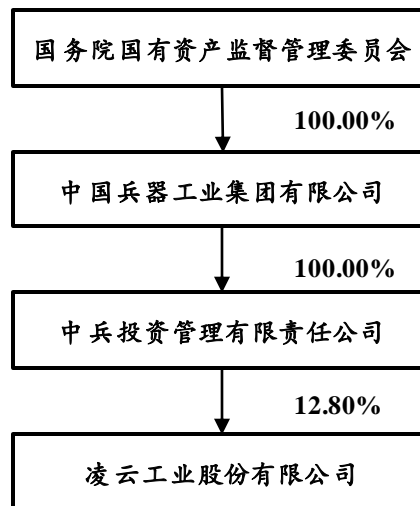 国务院国有资产监督管理委员会
100.00%
中国兵器工业集团有限公司
100.00%
中兵投资管理有限责任公司
12.80%
凌云工业股份有限公司